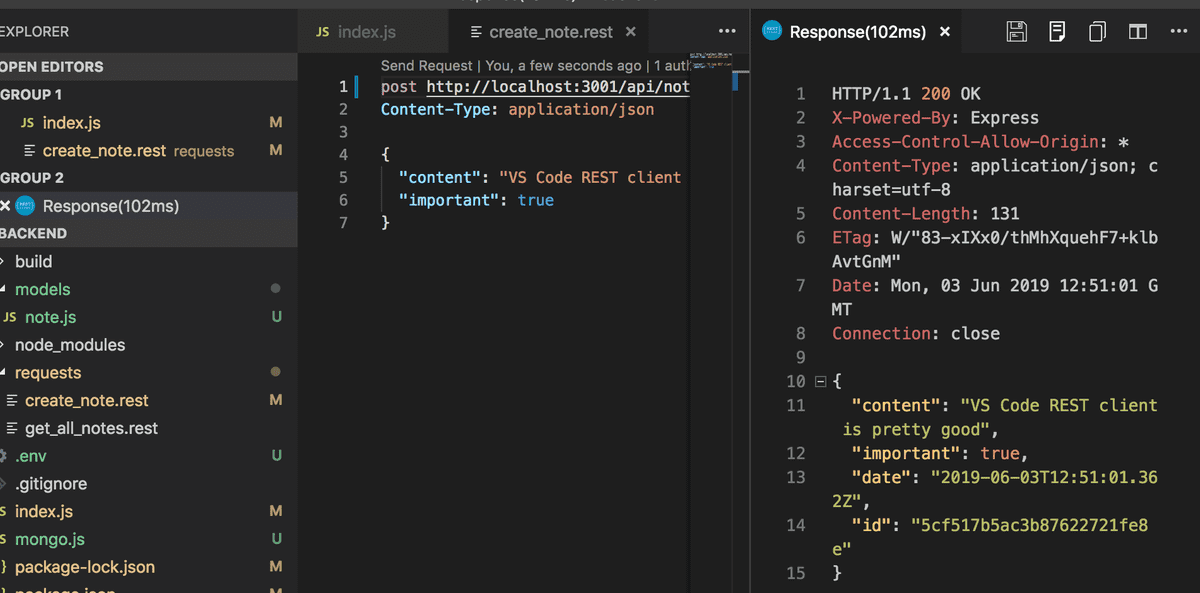 EXPLORER
OPEN EDITORS
GROUP 1
JS index.js M
create_note.rest requests M
GROUP 2
Response(102ms)
BACKEND
build
models
JS note.js U
node_modules
requests
create_note.rest M
get_all_notes.rest
.env U
.gitignore
S index.js M
S mongo.js U
} package-lock.json M
JS index.js
create_note.rest ×
Send Request | You, a few seconds ago | 1 auth
1 post http://localhost:3001/api/not
2 Content-Type: application/json
3
4 {
5 "content": "VS Code REST client
6 "important": true
7 }
Response(102ms) ×
1 HTTP/1.1 200 OK
2 X-Powered-By: Express
3 Access-Control-Allow-Origin: *
4 Content-Type: application/json; c
harset=utf-8
5 Content-Length: 131
6 ETag: W/"83-xIXx0/thMhXquehF7+klb
AvtGnM"
7 Date: Mon, 03 Jun 2019 12:51:01 G
MT
8 Connection: close
9
10 {
11 "content": "VS Code REST client
is pretty good",
12 "important": true,
13 "date": "2019-06-03T12:51:01.36
2Z",
14 "id": "5cf517b5ac3b87622721fe8
e"
15 }